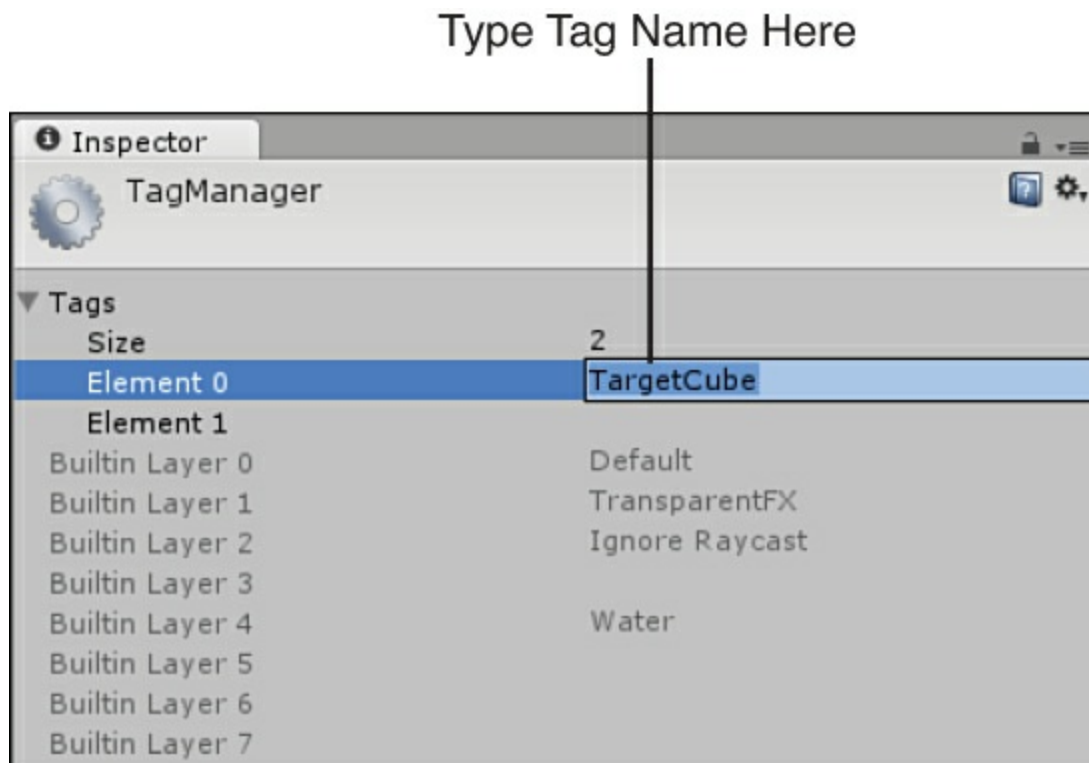 Type Tag Name Here
Inspector
TagManager
Tags
Size 2
Element 0 TargetCube
Element 1
Builtin Layer 0 Default
Builtin Layer 1 TransparentFX
Builtin Layer 2 Ignore Raycast
Builtin Layer 3
Builtin Layer 4 Water
Builtin Layer 5
Builtin Layer 6
Builtin Layer 7